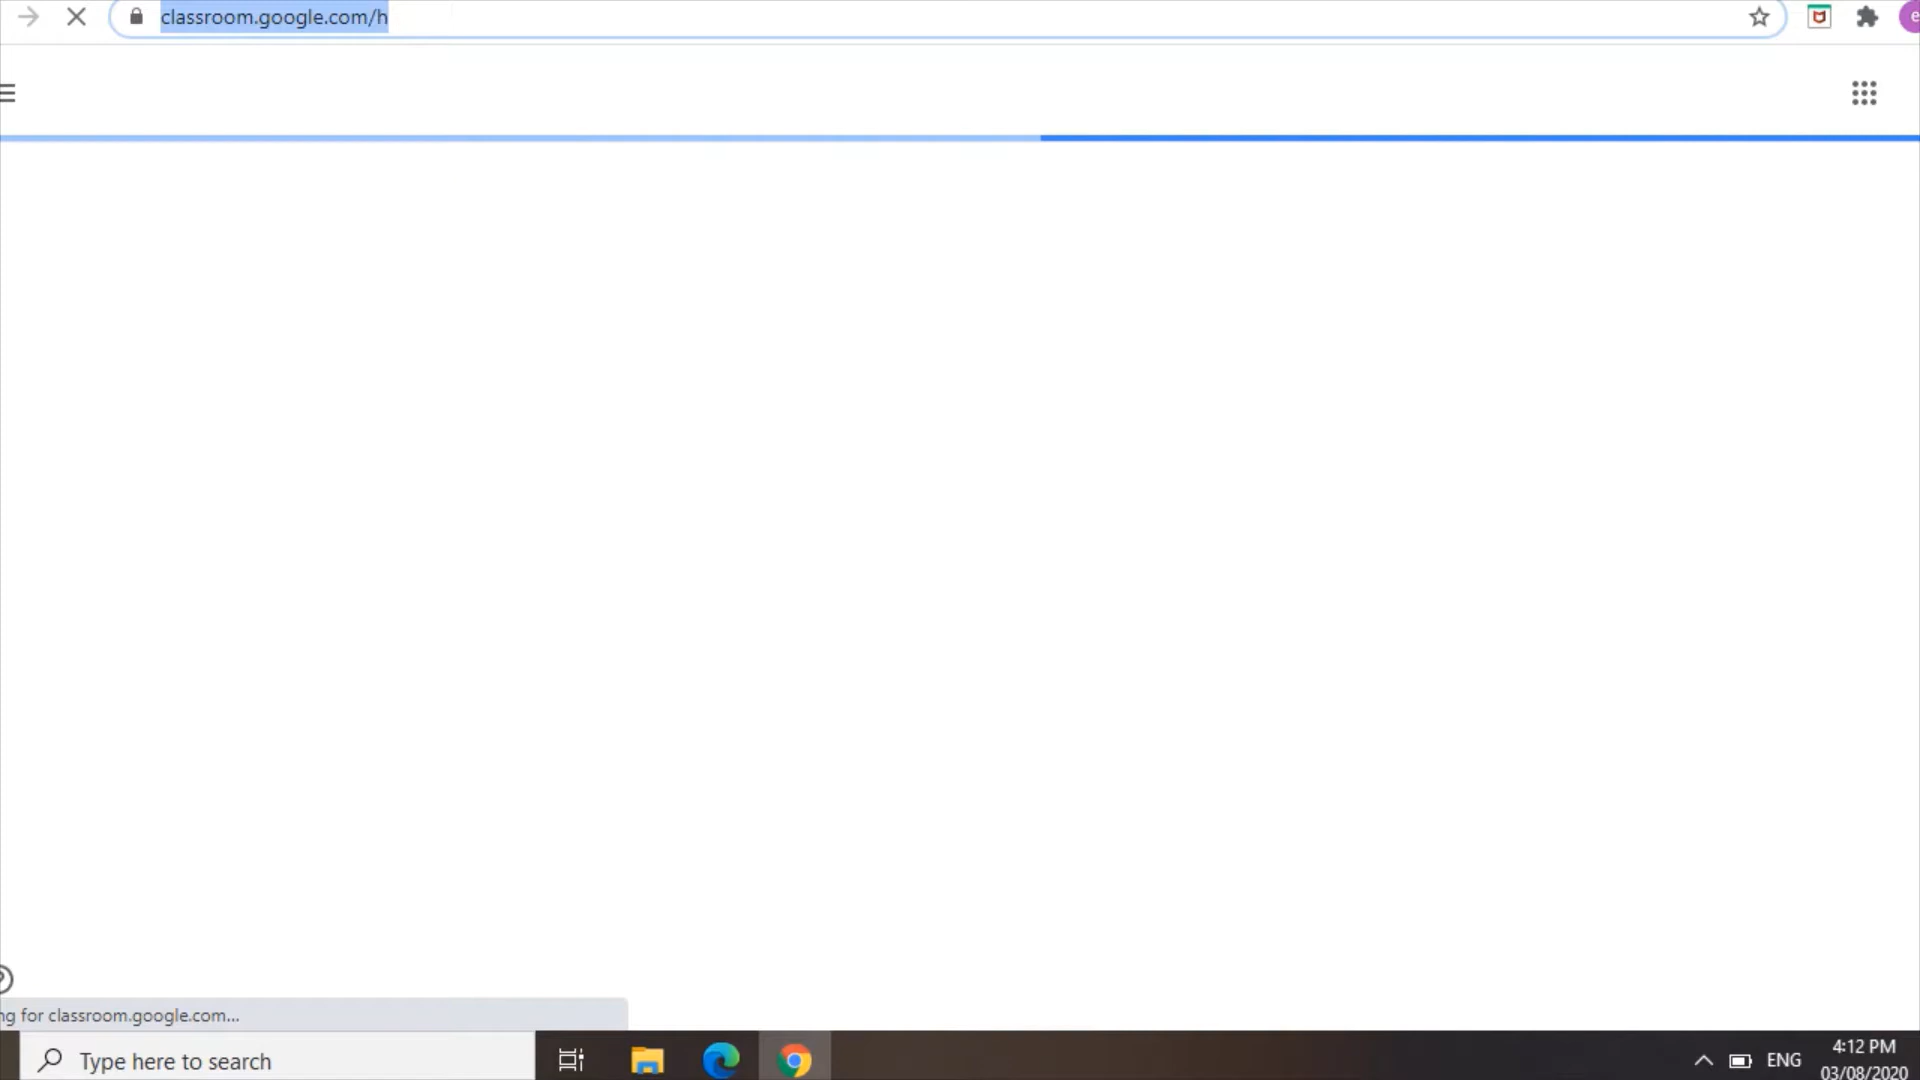 classroom.google.com/h
e
ng for classroom.google.com...
Type here to search
ENG
4:12 PM
03/08/2020